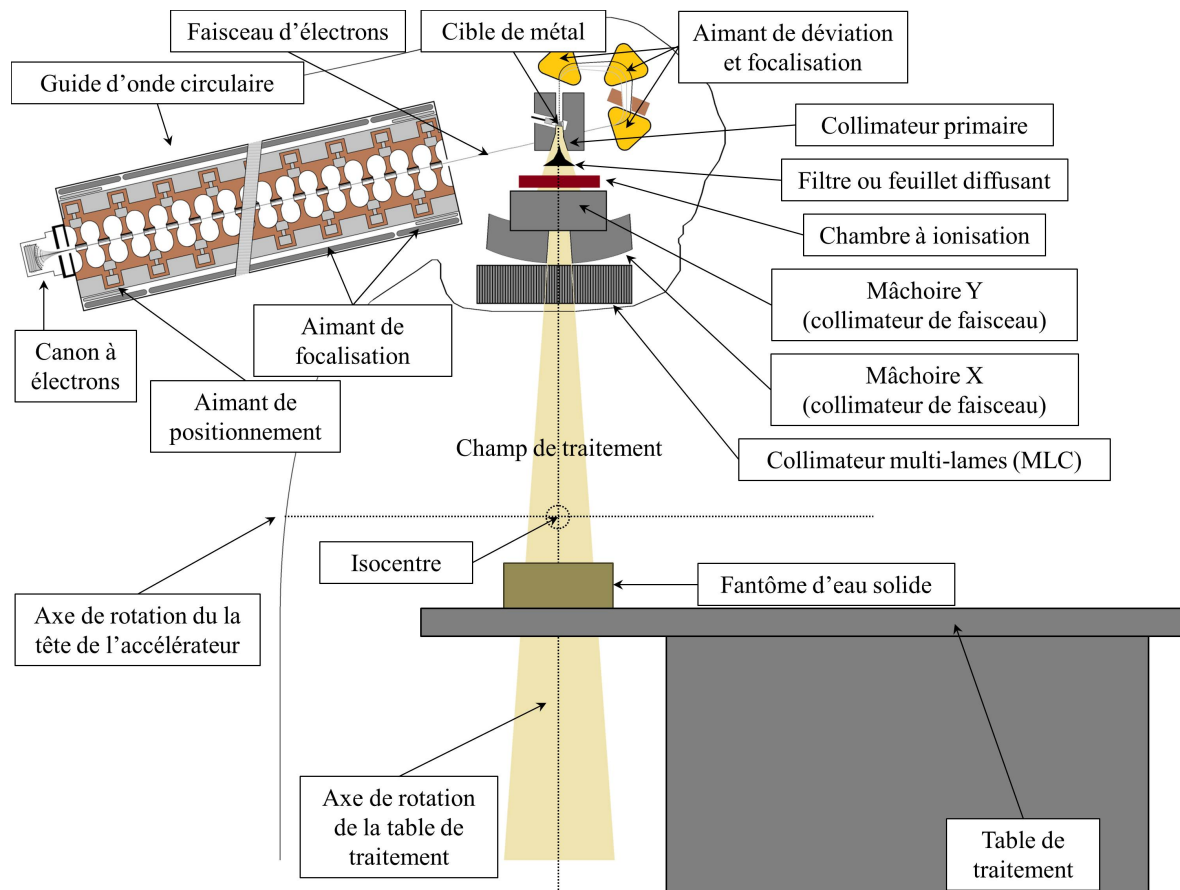 Faisceau d'électrons
Cible de métal
Aimant de déviation
et focalisation
Guide d'onde circulaire
Collimateur primaire
Filtre ou feuillet diffusant
Chambre à ionisation
Mâchoire Y
(collimateur de faisceau)
Canon à
électrons
Aimant de
focalisation
Aimant de
positionnement
Mâchoire X
(collimateur de faisceau)
Champ de traitement
Collimateur multi-lames (MLC)
Isocentre
Fantôme d'eau solide
Axe de rotation du la
tête de l'accélérateur
Axe de rotation
de la table de
traitement
Table de
traitement